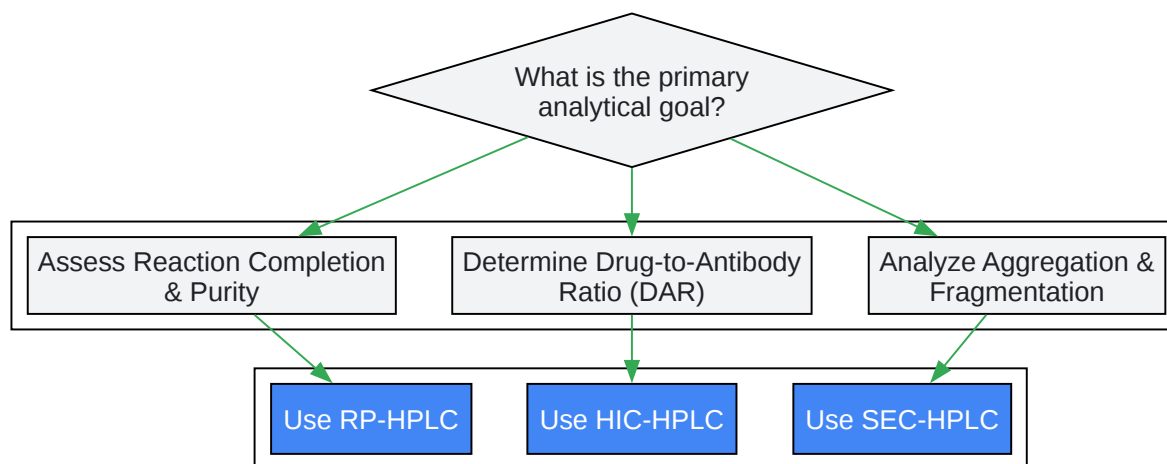 What is the primary
analytical goal?
Assess Reaction Completion
& Purity
Determine Drug-to-Antibody
Ratio (DAR)
Analyze Aggregation &
Fragmentation
Use RP-HPLC
Use HIC-HPLC
Use SEC-HPLC